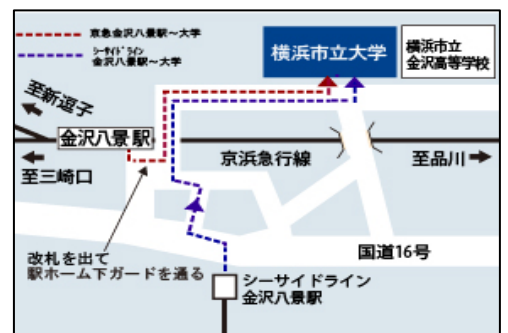 京急金沢八景駅～大学
シーサイドライン
金沢八景駅～大学
横浜市立大学
横浜市立
金沢高等学校
至新逗子
金沢八景駅
至三崎口
京浜急行線
至品川
改札を出て
駅ホーム下ガードを通る
国道16号
シーサイドライン
金沢八景駅